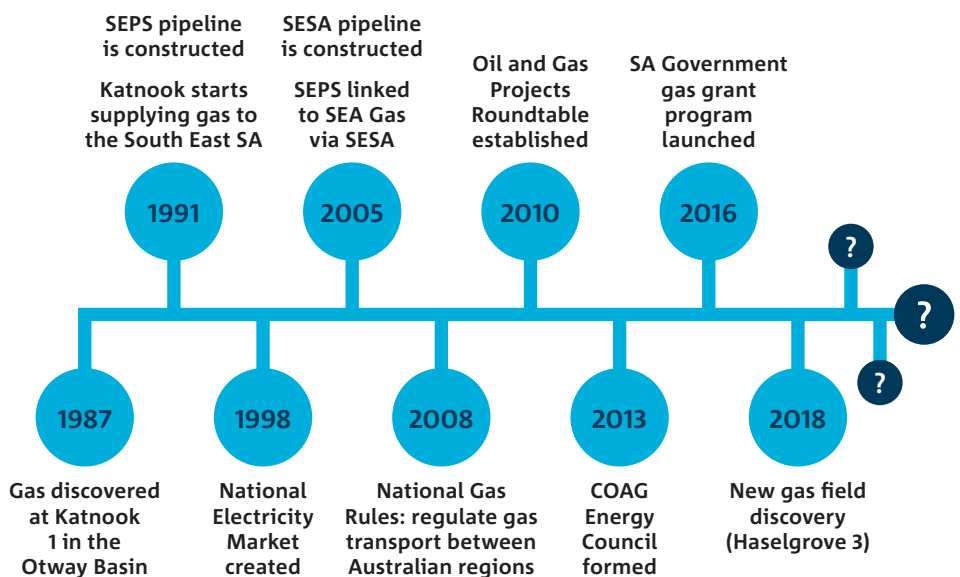 SEPS pipeline
is constructed
Katnook starts
supplying gas to
the South East SA
1991
SESA pipeline
is constructed
SEPS linked
to SEA Gas
via SESA
2005
Oil and Gas
Projects
Roundtable
established
2010
SA Government
gas grant
program
launched
2016
?
?
?
1987
Gas discovered
at Katnook
1 in the
Otway Basin
1998
National
Electricity
Market
created
2008
National Gas
Rules: regulate gas
transport between
Australian regions
2013
COAG
Energy
Council
formed
2018
New gas field
discovery
(Haselgrove 3)